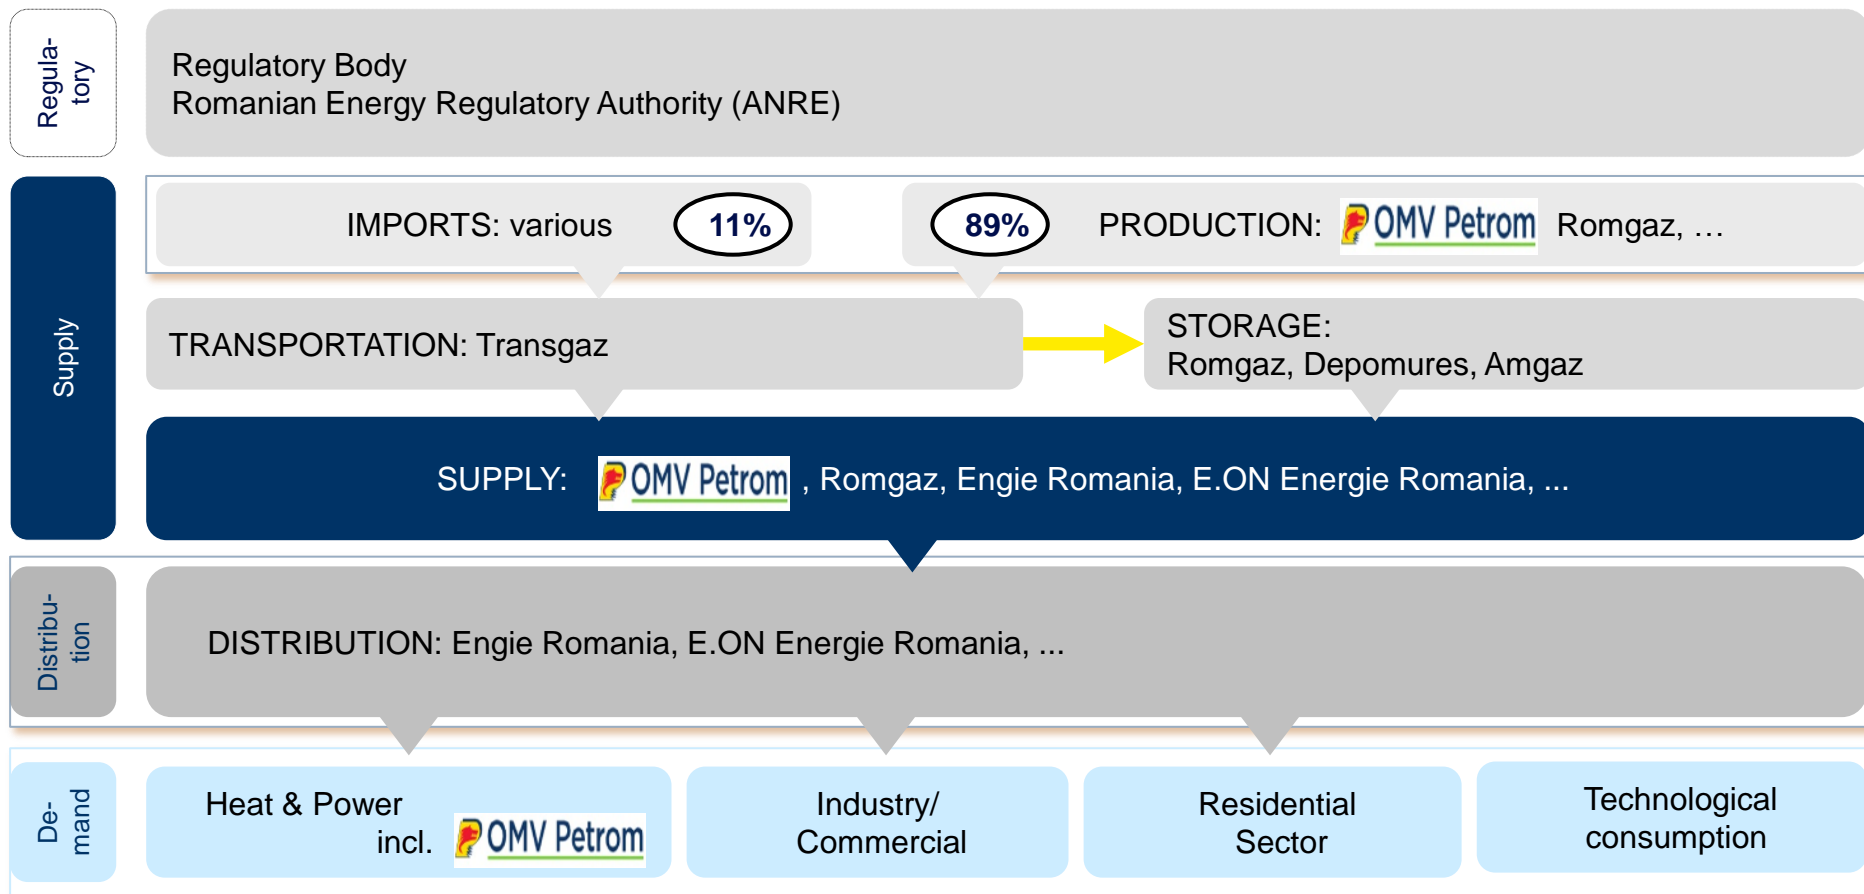 Regula-
tory
Regulatory Body
Romanian Energy Regulatory Authority (ANRE)
Supply
IMPORTS: various 11%
89% PRODUCTION: OMV Petrom Romgaz, …
TRANSPORTATION: Transgaz
STORAGE:
Romgaz, Depomures, Amgaz
SUPPLY: OMV Petrom , Romgaz, Engie Romania, E.ON Energie Romania, ...
Distribu-
tion
DISTRIBUTION: Engie Romania, E.ON Energie Romania, ...
De-
mand
Heat & Power
incl. OMV Petrom
Industry/
Commercial
Residential
Sector
Technological
consumption